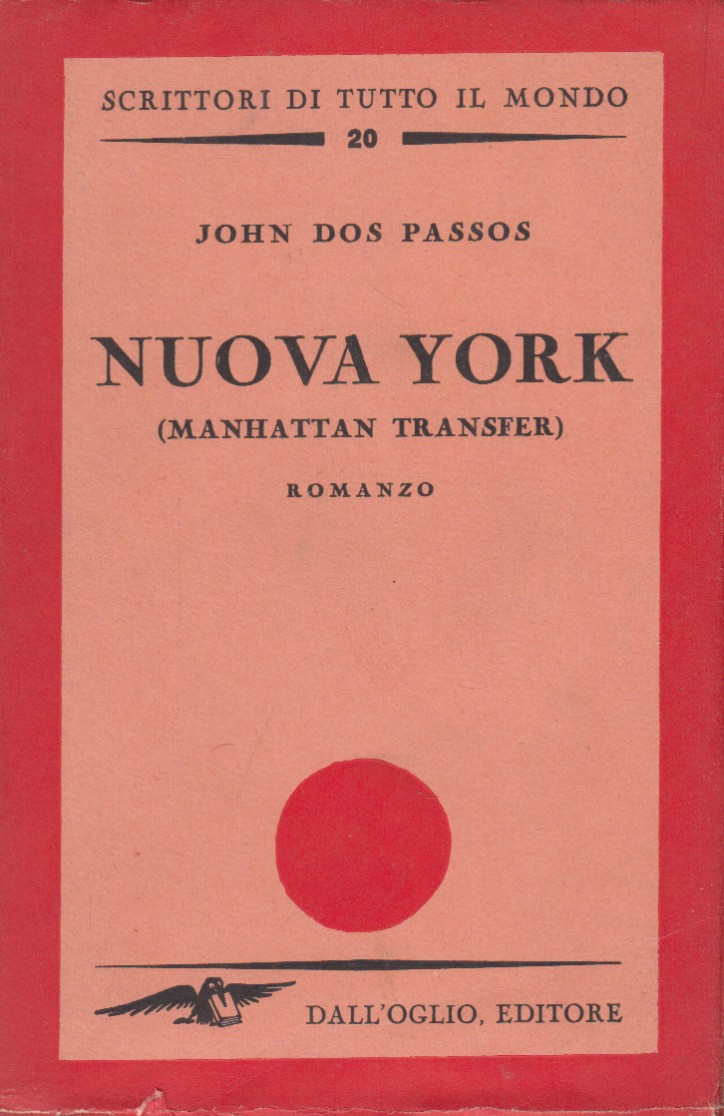 SCRITTORI DI TUTTO IL MONDO
20
JOHN DOS PASSOS
NUOVA YORK
(MANHATTAN TRANSFER)
ROMANZO
DALL'OGLIO, EDITORE